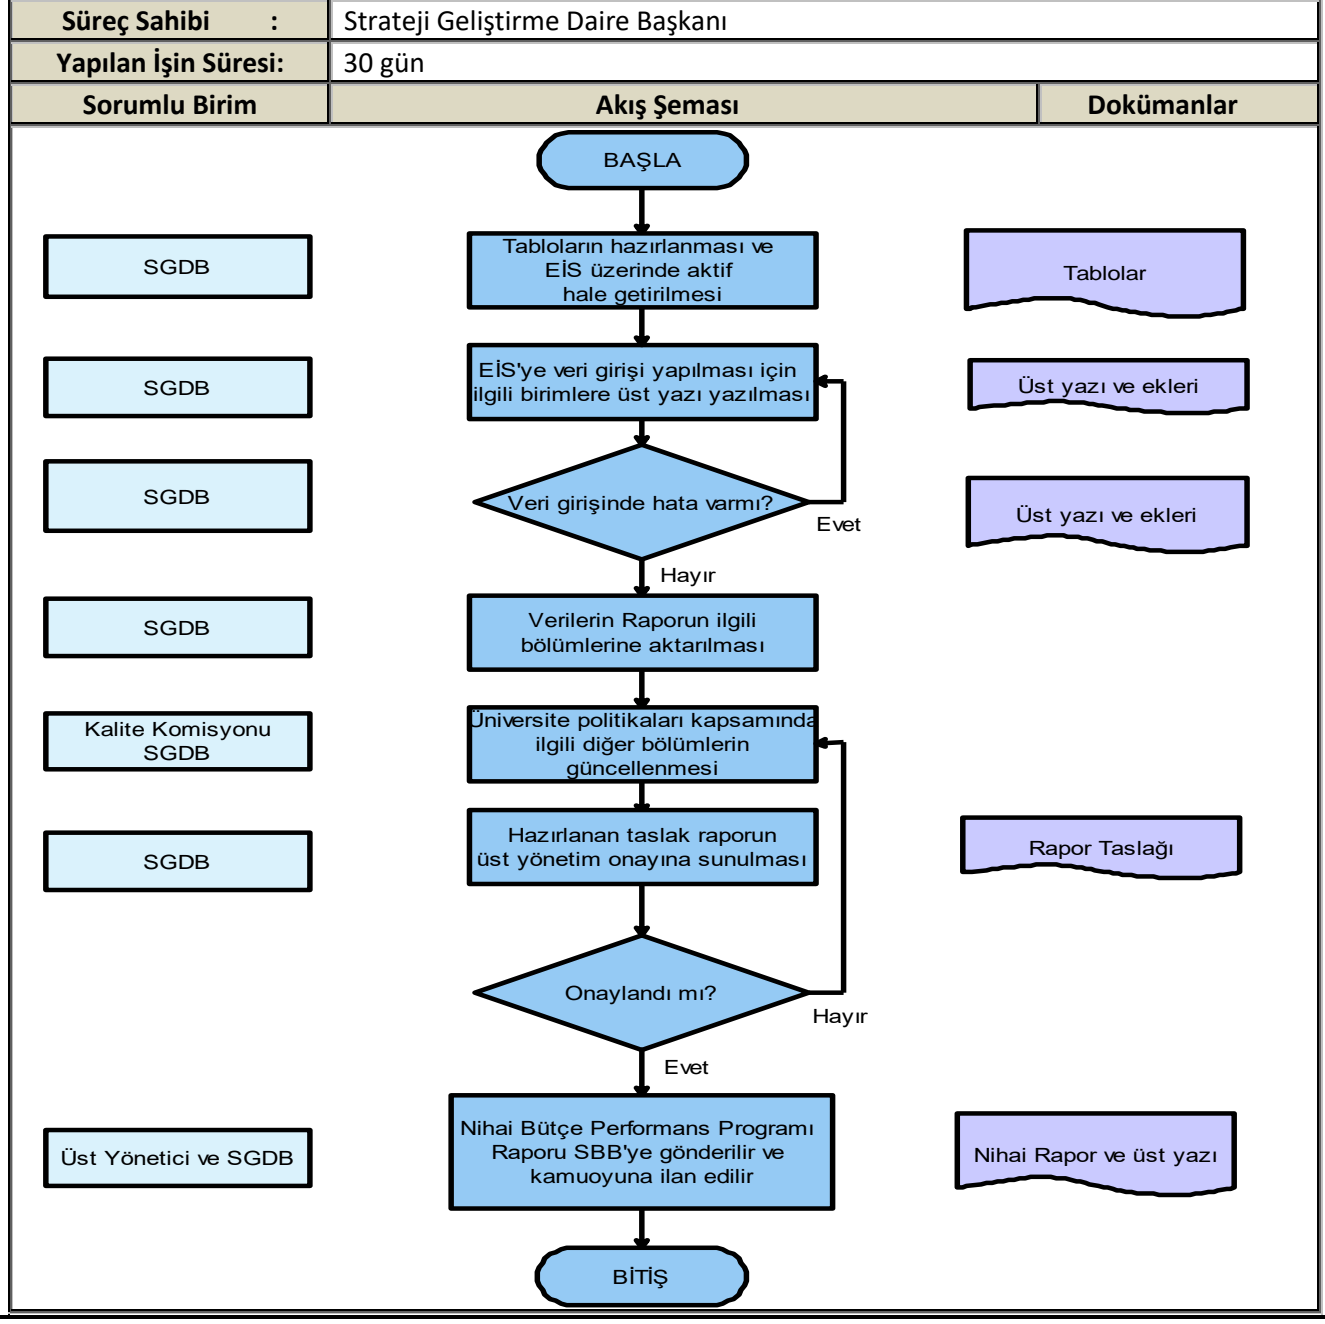 Süreç Sahibi : Strateji Geliştirme Daire Başkanı
Yapılan İşin Süresi: 30 gün
Sorumlu Birim Akış Şeması Dokümanlar
BAŞLA
SGDB
Tabloların hazırlanması ve
EİS üzerinde aktif
hale getirilmesi
Tablolar
SGDB
EİS'ye veri girişi yapılması için
ilgili birimlere üst yazı yazılması
Üst yazı ve ekleri
SGDB
Veri girişinde hata varmı?
Evet
Üst yazı ve ekleri
Hayır
SGDB
Verilerin Raporun ilgili
bölümlerine aktarılması
Kalite Komisyonu
SGDB
Üniversite politikaları kapsamında
ilgili diğer bölümlerin
güncellenmesi
SGDB
Hazırlanan taslak raporun
üst yönetim onayına sunulması
Rapor Taslağı
Onaylandı mı?
Hayır
Evet
Üst Yönetici ve SGDB
Nihai Bütçe Performans Programı
Raporu SBB'ye gönderilir ve
kamuoyuna ilan edilir
Nihai Rapor ve üst yazı
BİTİŞ